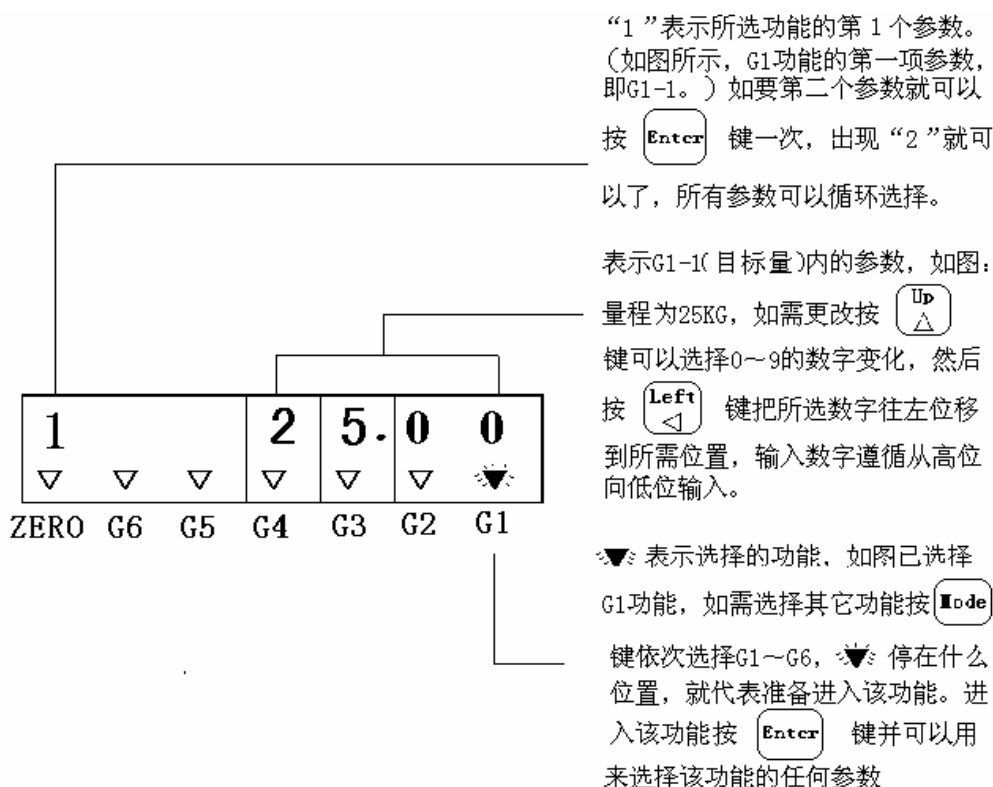 “1”表示所选功能的第1个参数。
（如图所示，G1功能的第一项参数，
即G1-1。）如要第二个参数就可以
按 Enter 键一次，出现“2”就可
以了，所有参数可以循环选择。
表示G1-1(目标量)内的参数，如图：
量程为25KG，如需更改按 Up
键可以选择0～9的数字变化，然后
按 Left 键把所选数字往左位移
到所需位置，输入数字遵循从高位
向低位输入。
1 2 5.0 0
ZERO G6 G5 G4 G3 G2 G1
表示选择的功能，如图已选择
G1功能，如需选择其它功能按 Mode
键依次选择G1～G6， 停在什么
位置，就代表准备进入该功能。进
入该功能按 Enter 键并可以用
来选择该功能的任何参数